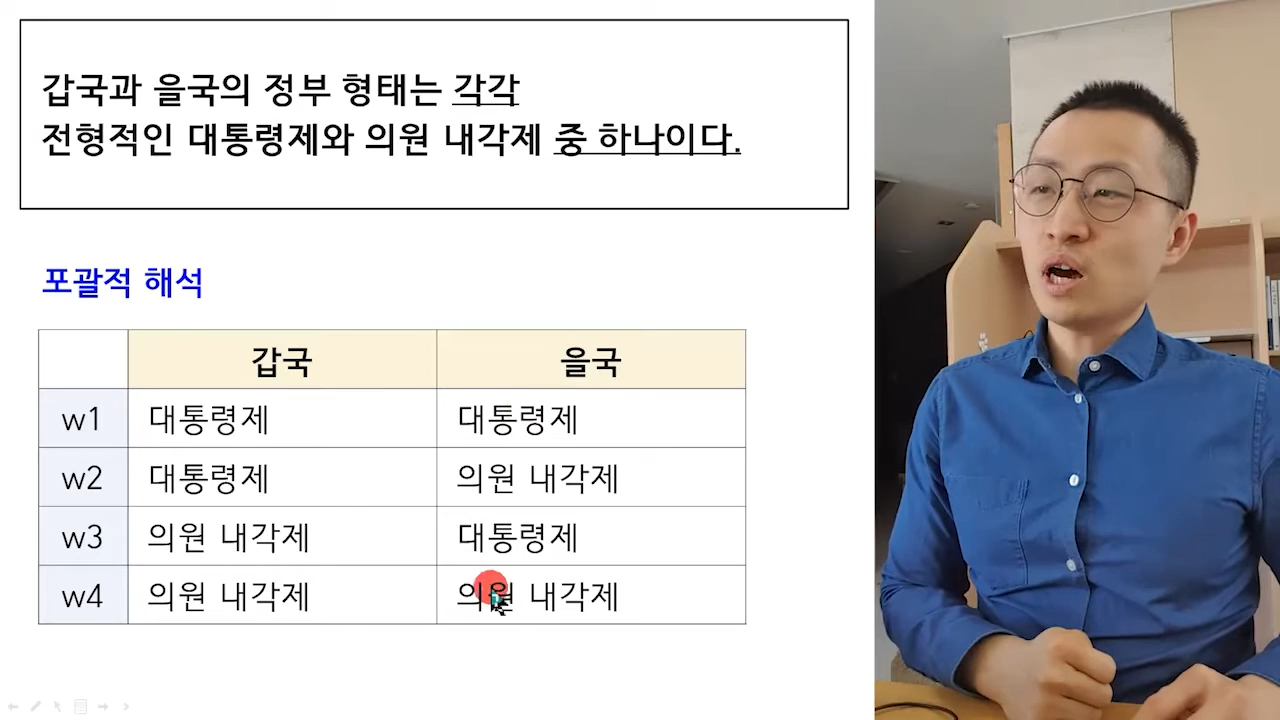 갑국과 을국의 정부 형태는 각각
전형적인 대통령제와 의원 내각제 중 하나이다.
포괄적 해석
갑국 을국
w1 대통령제 대통령제
w2 대통령제 의원 내각제
w3 의원 내각제 대통령제
w4 의원 내각제 의원 내각제